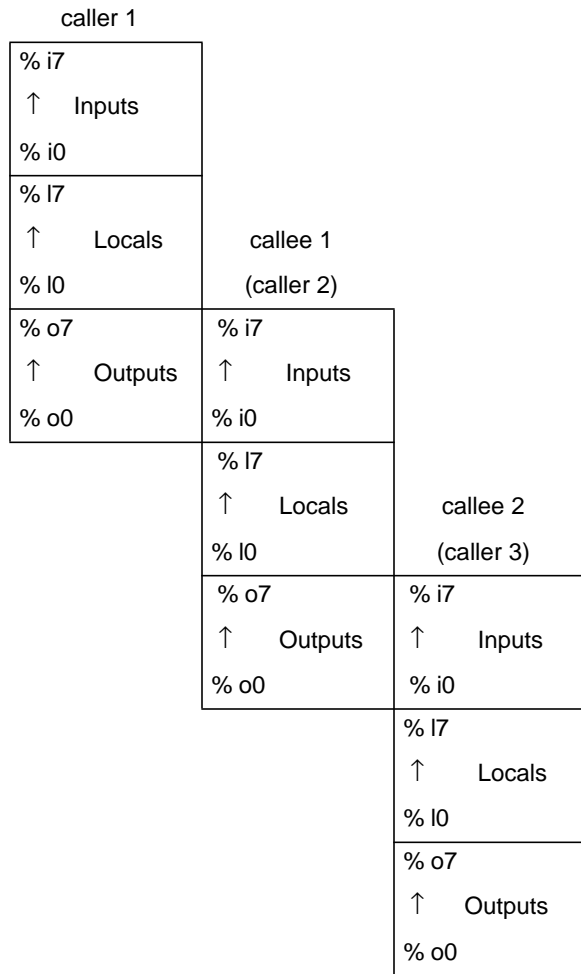 caller 1
% i7
↑ Inputs
% i0
% l7
↑ Locals
% l0
callee 1
(caller 2)
% o7
↑ Outputs
% o0
% i7
↑ Inputs
% i0
% l7
↑ Locals
% l0
callee 2
(caller 3)
% o7
↑ Outputs
% o0
% i7
↑ Inputs
% i0
% l7
↑ Locals
% l0
% o7
↑ Outputs
% o0